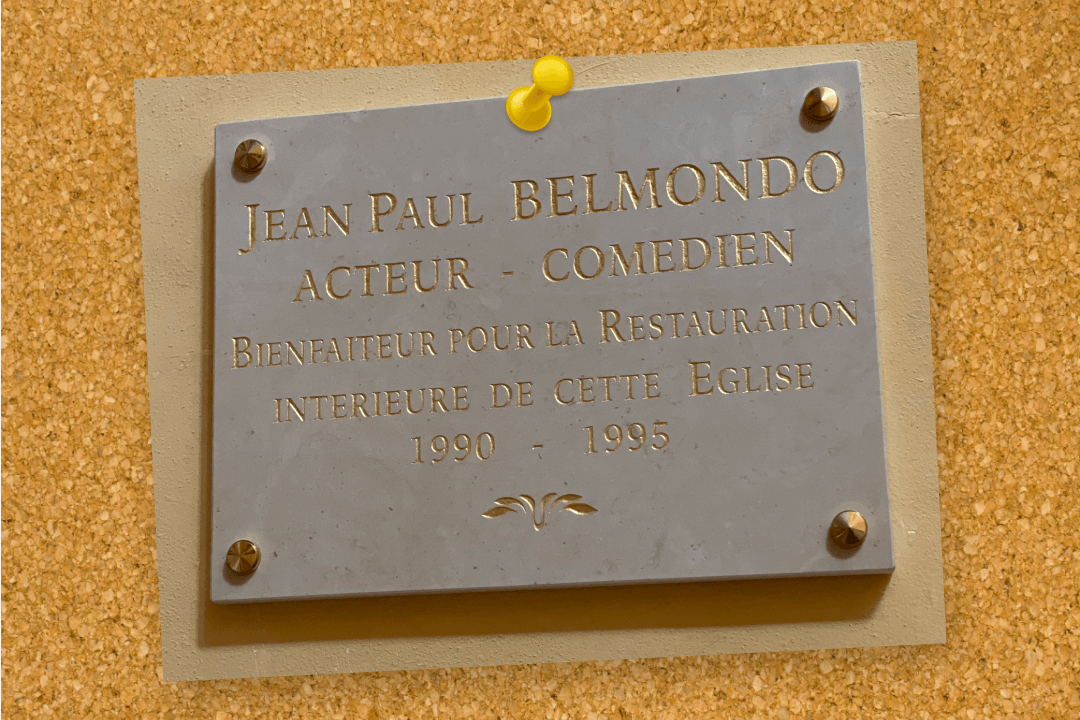 JEAN PAUL BELMONDO
ACTEUR - COMEDIEN
BIENFAITEUR POUR LA RESTAURATION
INTERIEURE DE CETTE EGLISE
1990 - 1995